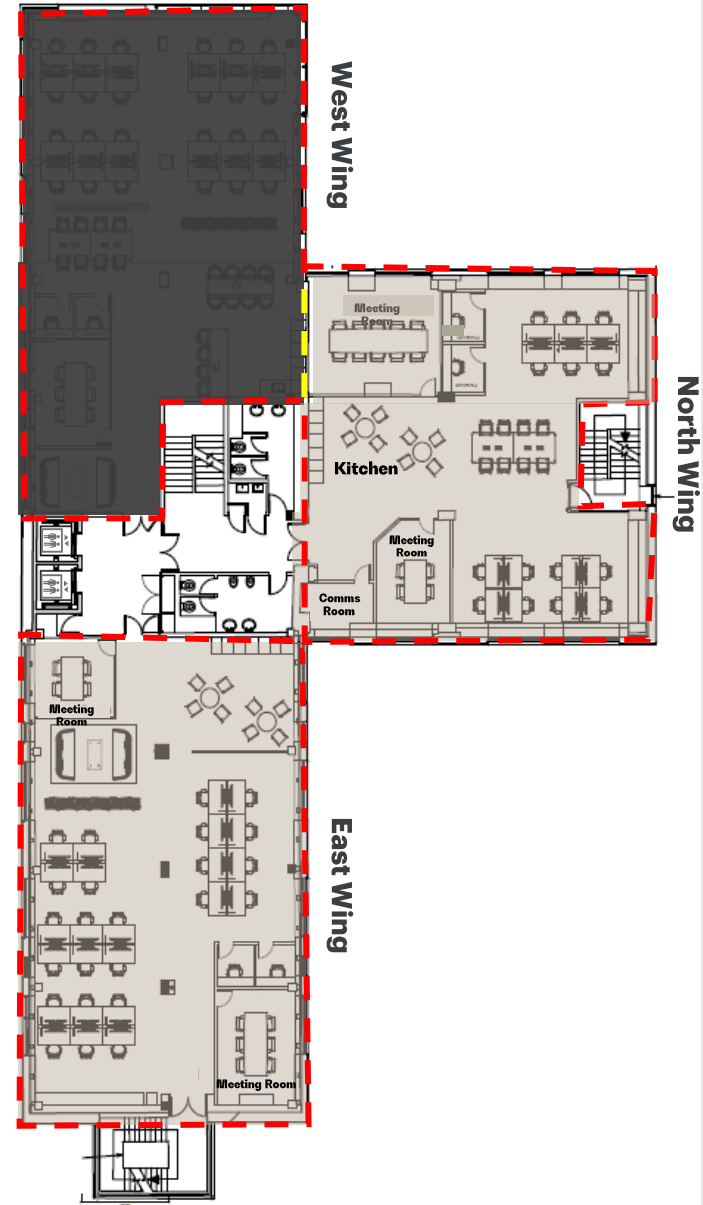 West Wing
Meeting
Room
North Wing
Kitchen
Meeting
Room
Comms
Room
Meeting
Room
East Wing
Meeting Room